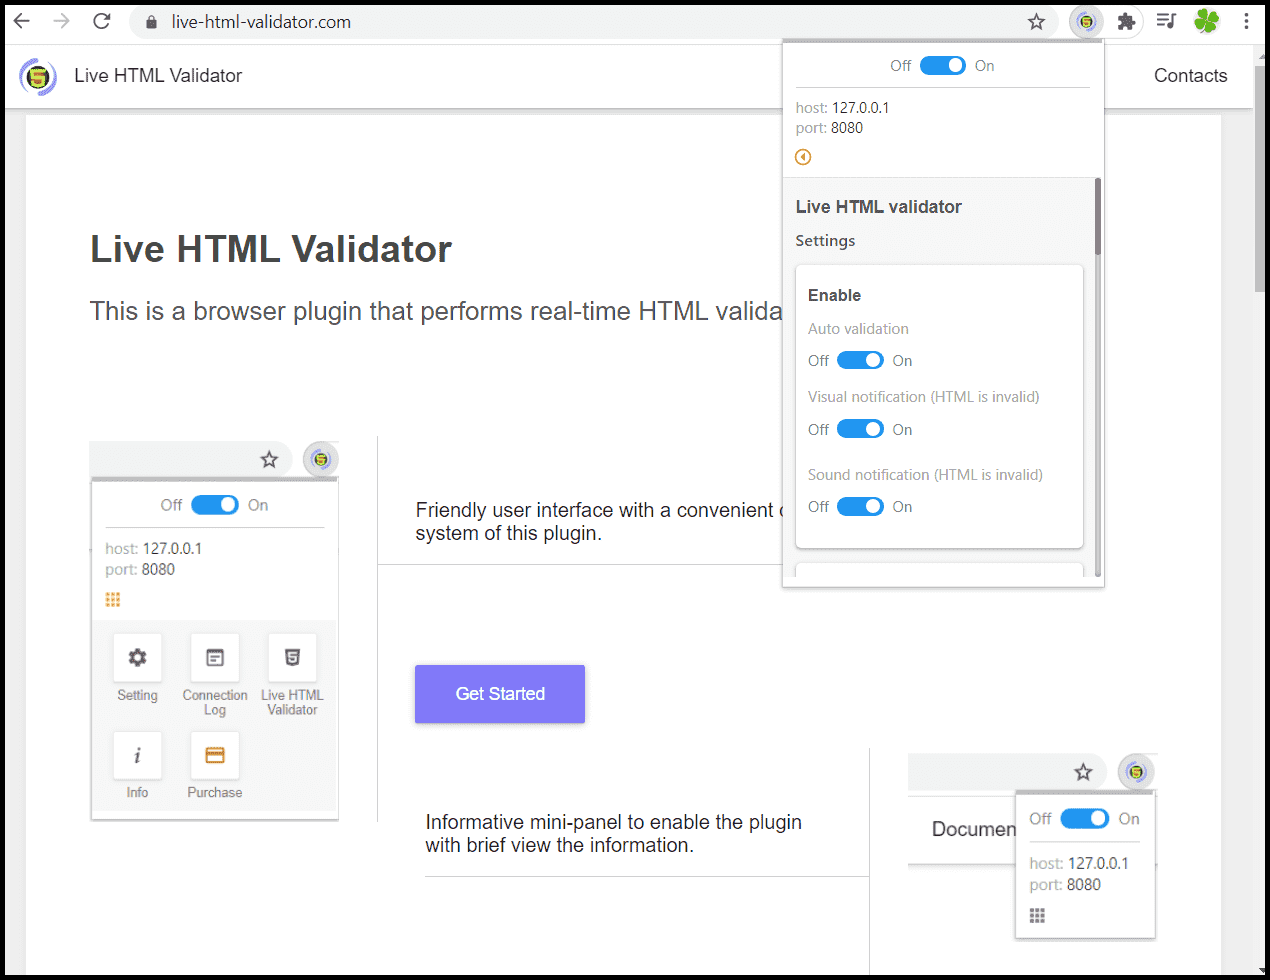 live-html-validator.com
Live HTML Validator
Contacts
Off On
host: 127.0.0.1
port: 8080
Live HTML validator
Settings
Enable
Auto validation
Off On
Visual notification (HTML is invalid)
Off On
Sound notification (HTML is invalid)
Off On
Live HTML Validator
This is a browser plugin that performs real-time HTML valida
Off On
host: 127.0.0.1
port: 8080
Setting
Connection
Log
Live HTML
Validator
Info
Purchase
Friendly user interface with a convenient
system of this plugin.
Get Started
Informative mini-panel to enable the plugin
with brief view the information.
Documen
Off On
host: 127.0.0.1
port: 8080